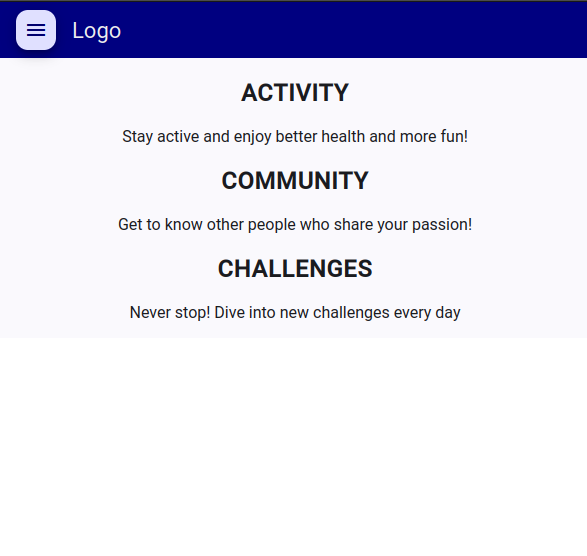 Logo
ACTIVITY
Stay active and enjoy better health and more fun!
COMMUNITY
Get to know other people who share your passion!
CHALLENGES
Never stop! Dive into new challenges every day